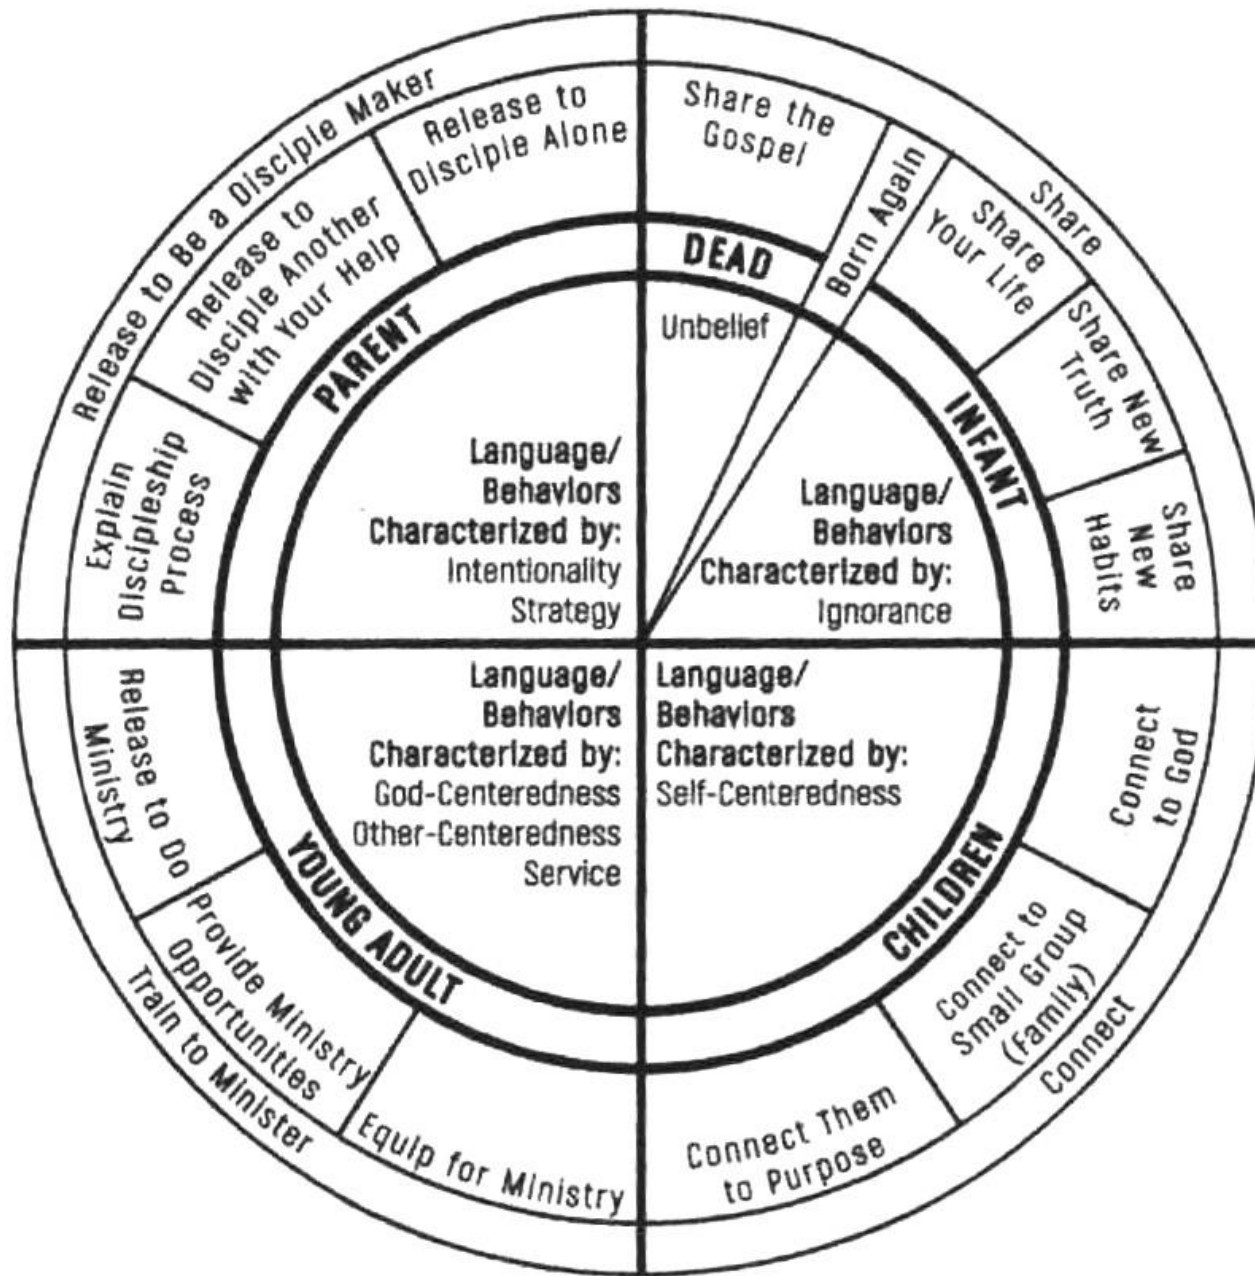 Share
Share the
Gospel
Born Again
Share
Your Life
Share New
Truth
Share
New
Habits
DEAD
Unbelief
INFANT
Language/
Behaviors
Characterized by:
Ignorance
Connect
Connect
to God
Connect to
Small Group
(Family)
Connect Them
to Purpose
CHILDREN
Language/
Behaviors
Characterized by:
Self-Centeredness
Train to Minister
Equip for Ministry
Provide Ministry
Opportunities
Release to Do
Ministry
YOUNG ADULT
Language/
Behaviors
Characterized by:
God-Centeredness
Other-Centeredness
Service
Release to Be a Disciple Maker
Explain
Discipleship
Process
Release to
Disciple Another
with Your Help
Release to
Disciple Alone
PARENT
Language/
Behaviors
Characterized by:
Intentionality
Strategy